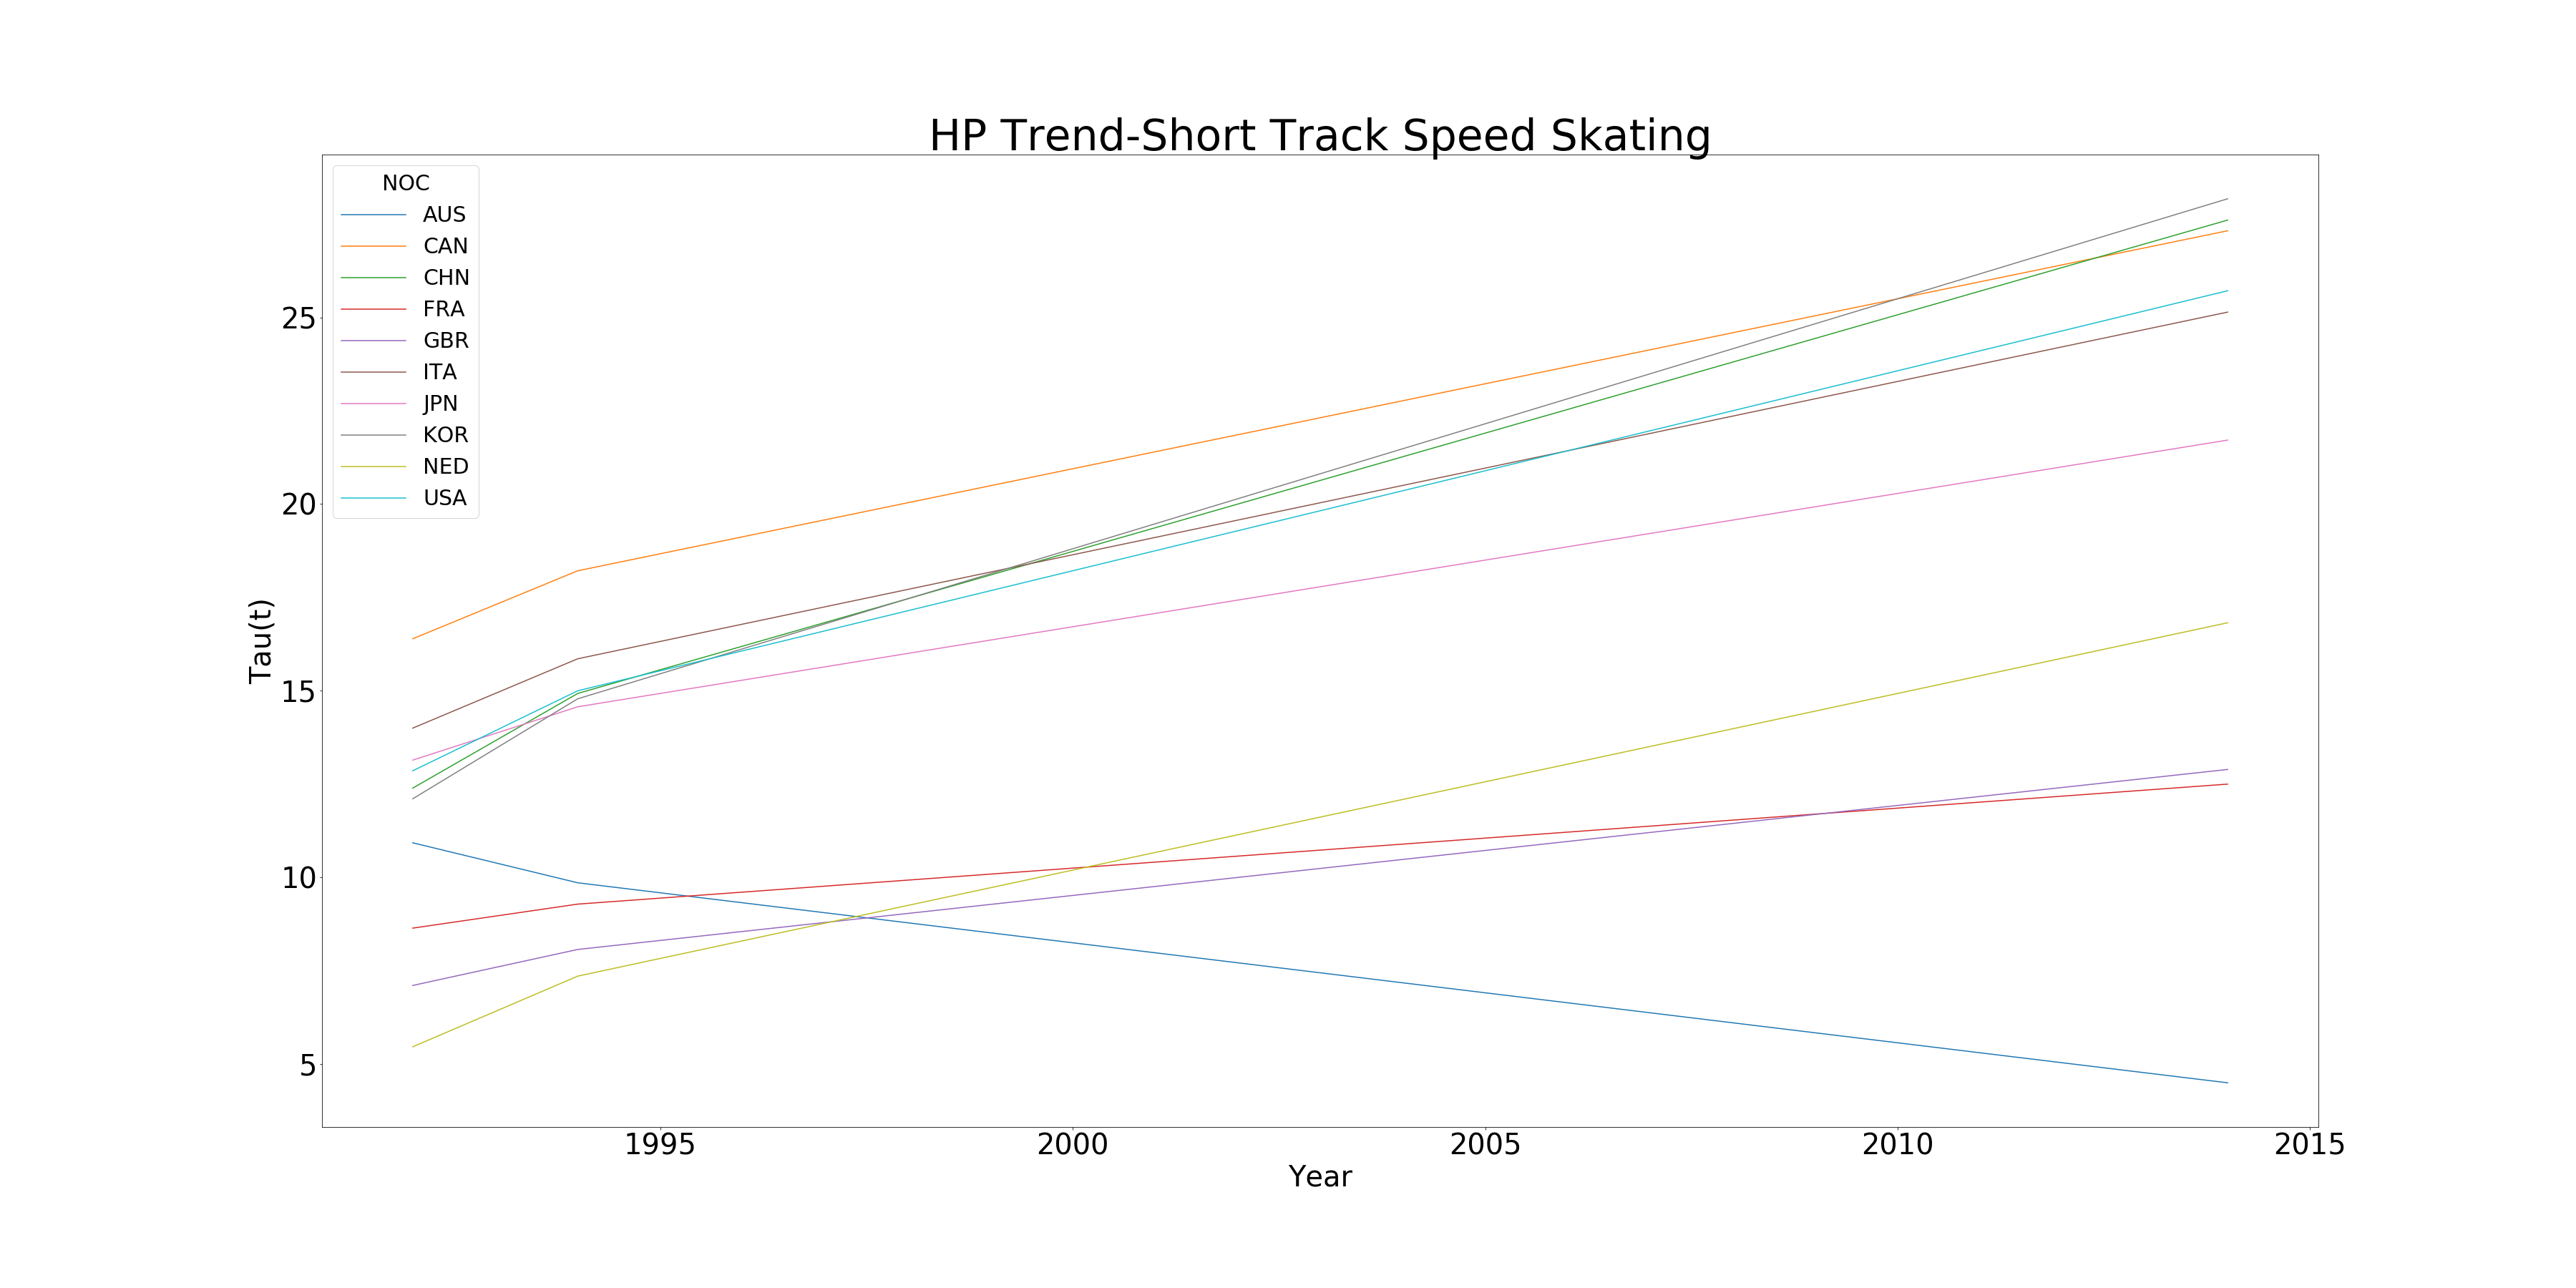 HP Trend-Short Track Speed Skating
NOC
AUS
CAN
CHN
FRA
GBR
ITA
JPN
KOR
NED
USA
25
20
15
10
5
Tau(t)
1995 2000 2005 2010 2015
Year